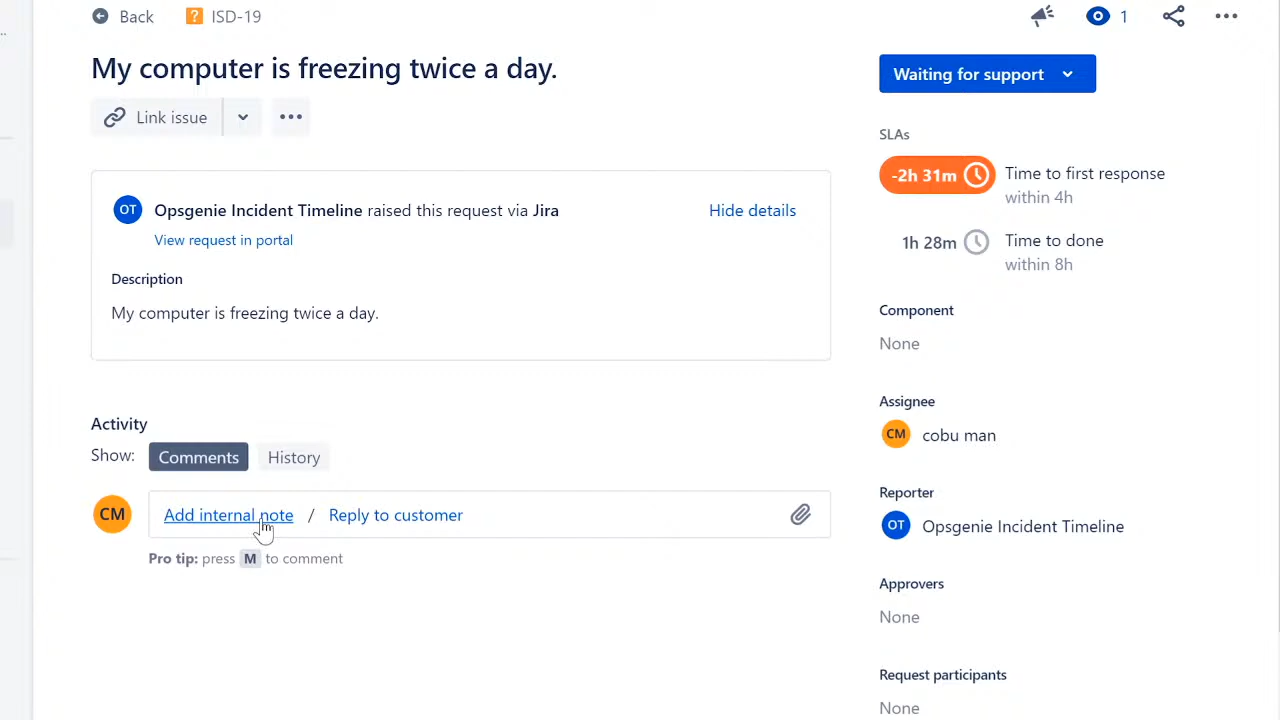 Back
ISD-19
1
My computer is freezing twice a day.
Waiting for support
Link issue
SLAs
-2h 31m Time to first response
within 4h
OT Opsgenie Incident Timeline raised this request via Jira
Hide details
View request in portal
1h 28m Time to done
within 8h
Description
My computer is freezing twice a day.
Component
None
Assignee
CM cobu man
Activity
Show: Comments History
Reporter
OT Opsgenie Incident Timeline
CM Add internal note / Reply to customer
Pro tip: press M to comment
Approvers
None
Request participants
None